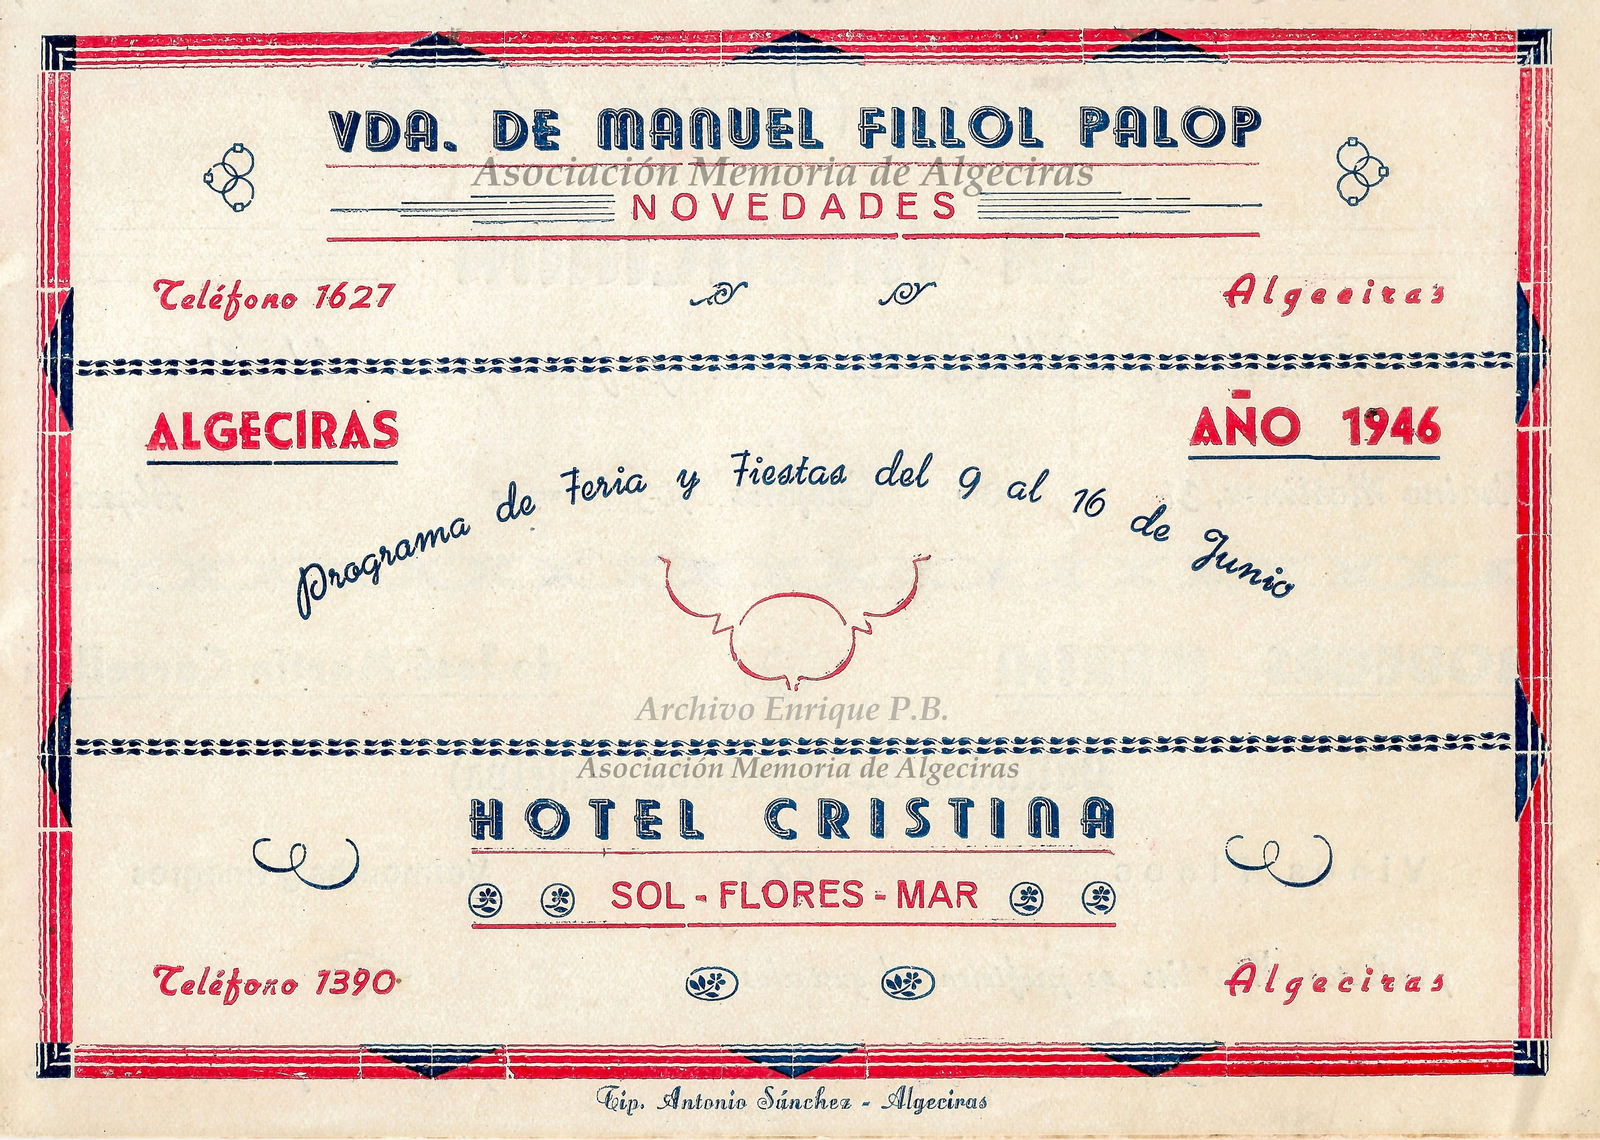 VDA. DE MANUEL FILLOL PALOP
Asociación Memoria de Algeciras
NOVEDADES
Teléfono 1627
Algeciras
ALGECIRAS
AÑO 1946
Programa de Feria y Fiestas del 9 al 16 de Junio
Archivo Enrique P.B.
Asociación Memoria de Algeciras
HOTEL CRISTINA
SOL - FLORES - MAR
Teléfono 1390
Algeciras
Tip. Antonio Sánchez - Algeciras